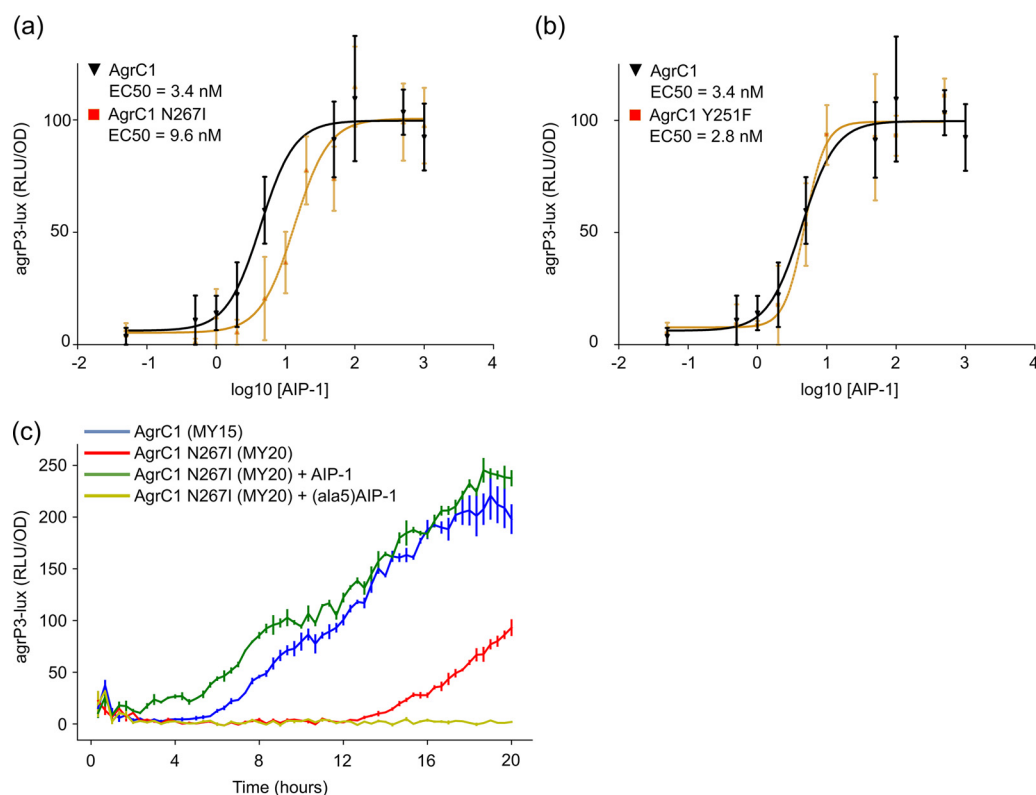 (a)
AgrC1
EC50 = 3.4 nM
AgrC1 N267I
EC50 = 9.6 nM
agrP3-lux (RLU/OD)
100
50
0
-2
-1
0
1
2
3
4
log10 [AIP-1]
(b)
AgrC1
EC50 = 3.4 nM
AgrC1 Y251F
EC50 = 2.8 nM
agrP3-lux (RLU/OD)
100
50
0
-2
-1
0
1
2
3
4
log10 [AIP-1]
(c)
AgrC1 (MY15)
AgrC1 N267I (MY20)
AgrC1 N267I (MY20) + AIP-1
AgrC1 N267I (MY20) + (ala5)AIP-1
agrP3-lux (RLU/OD)
250
200
150
100
50
0
0
4
8
12
16
20
Time (hours)